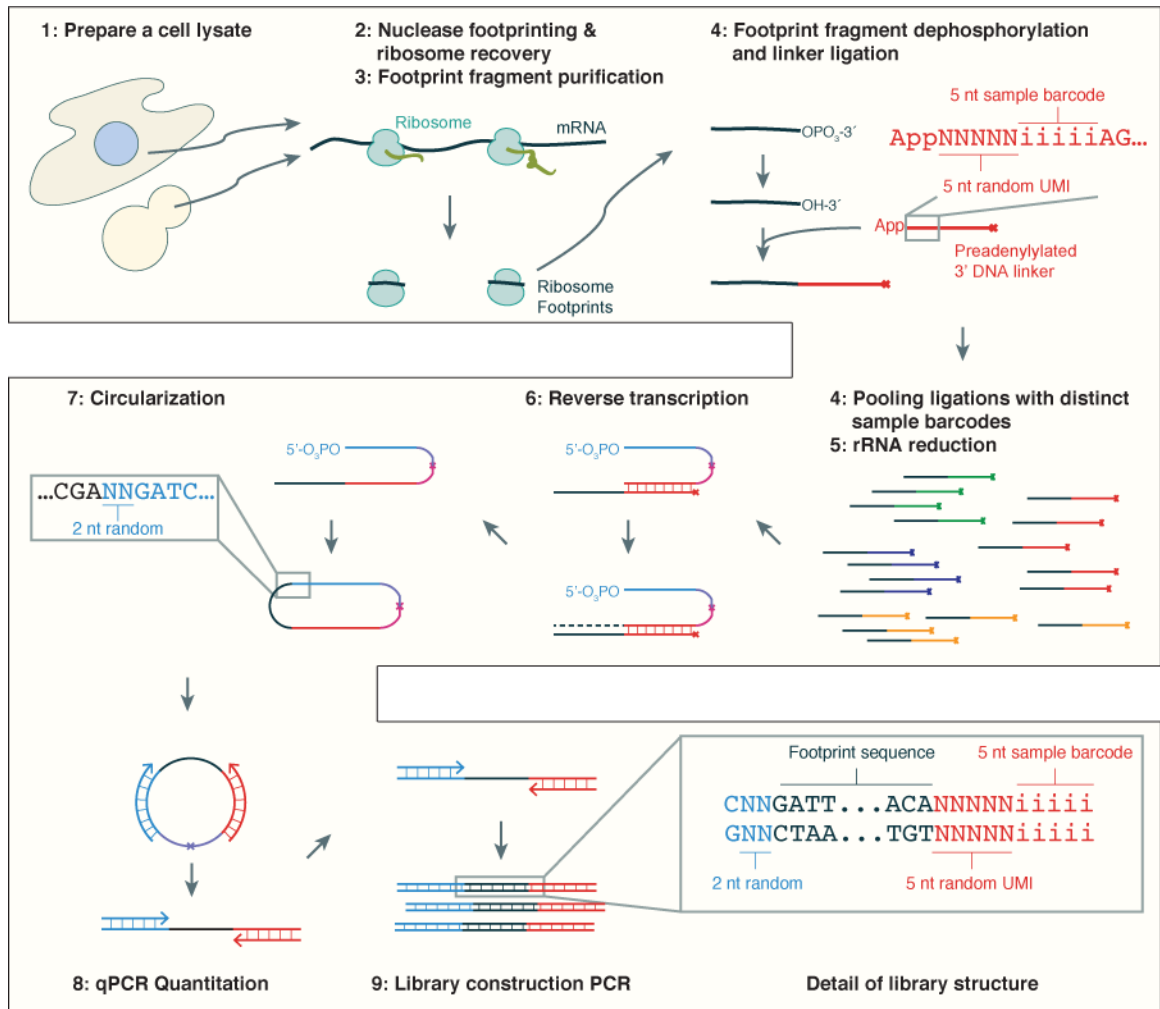 1: Prepare a cell lysate
2: Nuclease footprinting &
ribosome recovery
3: Footprint fragment purification
Ribosome
mRNA
Ribosome
Footprints
4: Footprint fragment dephosphorylation
and linker ligation
5 nt sample barcode
OPO₃-3´
AppNNNNNiiiiiAG...
5 nt random UMI
OH-3´
App
Preadenylylated
3' DNA linker
4: Pooling ligations with distinct
sample barcodes
5: rRNA reduction
6: Reverse transcription
5'-O₃PO
5'-O₃PO
7: Circularization
5'-O₃PO
...CGANNGATC...
2 nt random
8: qPCR Quantitation
9: Library construction PCR
Footprint sequence
5 nt sample barcode
CNNGATT...ACANNNNNiiiii
GNNCTAA...TGTNNNNNiiiii
2 nt random
5 nt random UMI
Detail of library structure